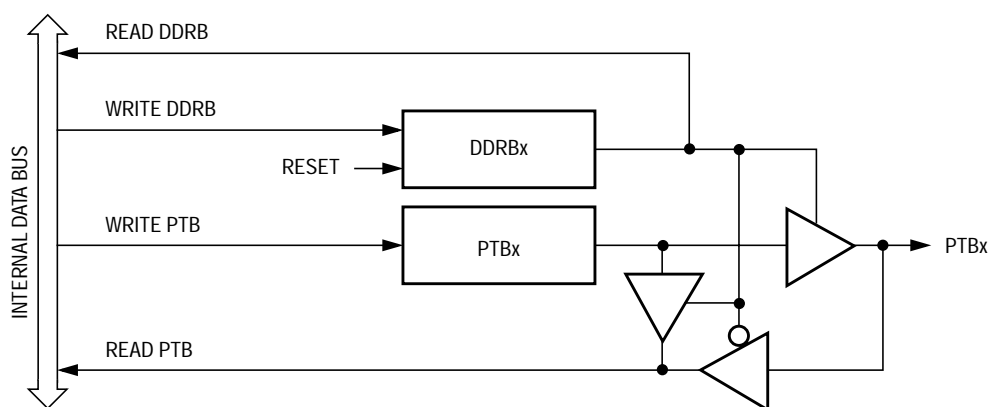 READ DDRB
WRITE DDRB
DDRBx
RESET
INTERNAL DATA BUS
WRITE PTB
PTBx
PTBx
READ PTB